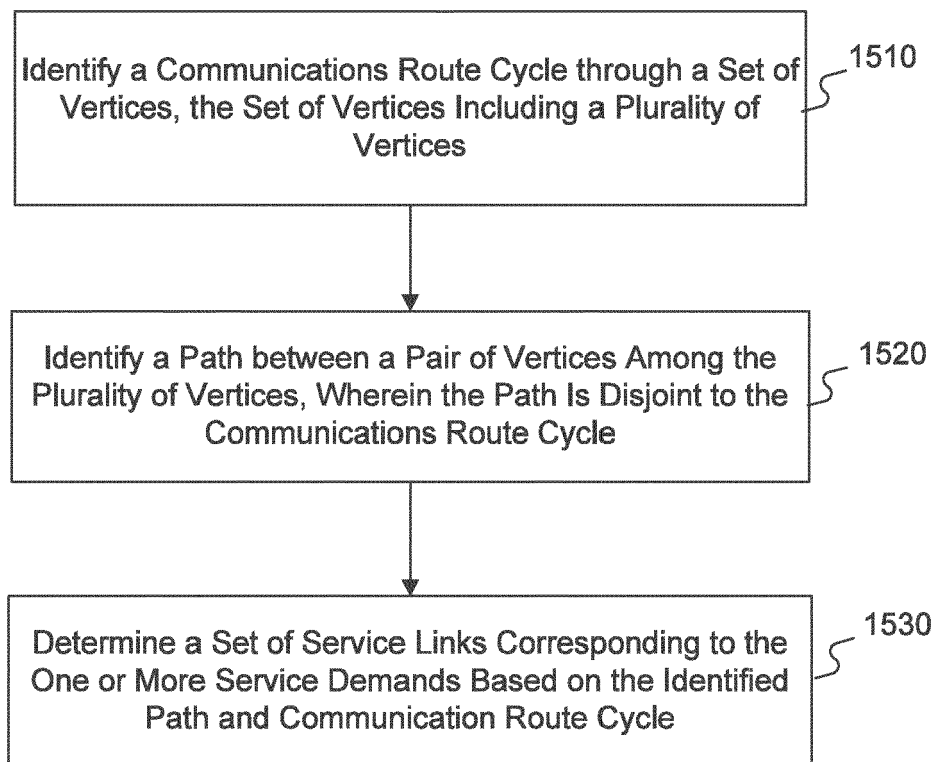 Identify a Communications Route Cycle through a Set of
Vertices, the Set of Vertices Including a Plurality of
Vertices
1510
Identify a Path between a Pair of Vertices Among the
Plurality of Vertices, Wherein the Path Is Disjoint to the
Communications Route Cycle
1520
Determine a Set of Service Links Corresponding to the
One or More Service Demands Based on the Identified
Path and Communication Route Cycle
1530